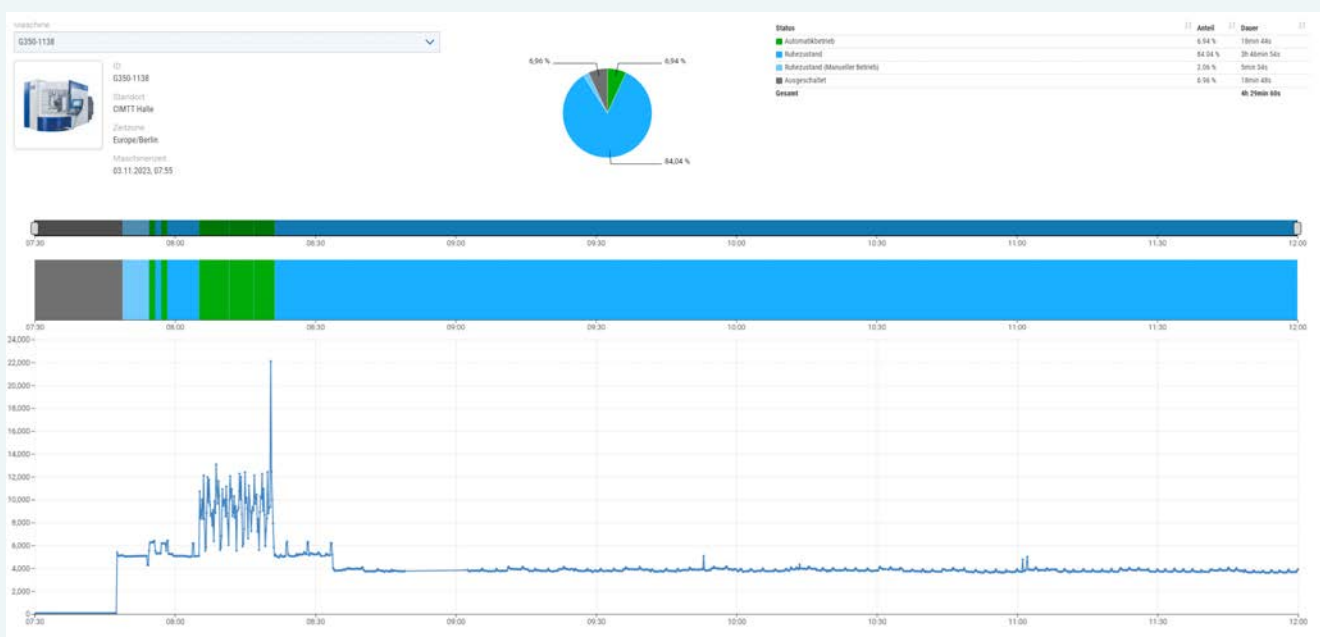 Maschine
G350-1138
ID
G350-1138
Standort
CIMTT Halle
Zeitzone
Europe/Berlin
Maschinenzeit
03.11.2023, 07:55
6,96 %
6,94 %
84,04 %
Status Anteil Dauer
Automatikbetrieb 6.94 % 18min 44s
Ruhezustand 84.04 % 3h 46min 54s
Ruhezustand (Manueller Betrieb) 2.06 % 5min 34s
Ausgeschaltet 6.96 % 18min 48s
Gesamt 4h 29min 60s
07:30 08:00 08:30 09:00 09:30 10:00 10:30 11:00 11:30 12:00
07:30 08:00 08:30 09:00 09:30 10:00 10:30 11:00 11:30 12:00
24,000
22,000
20,000
18,000
16,000
14,000
12,000
10,000
8,000
6,000
4,000
2,000
0
07:30 08:00 08:30 09:00 09:30 10:00 10:30 11:00 11:30 12:00